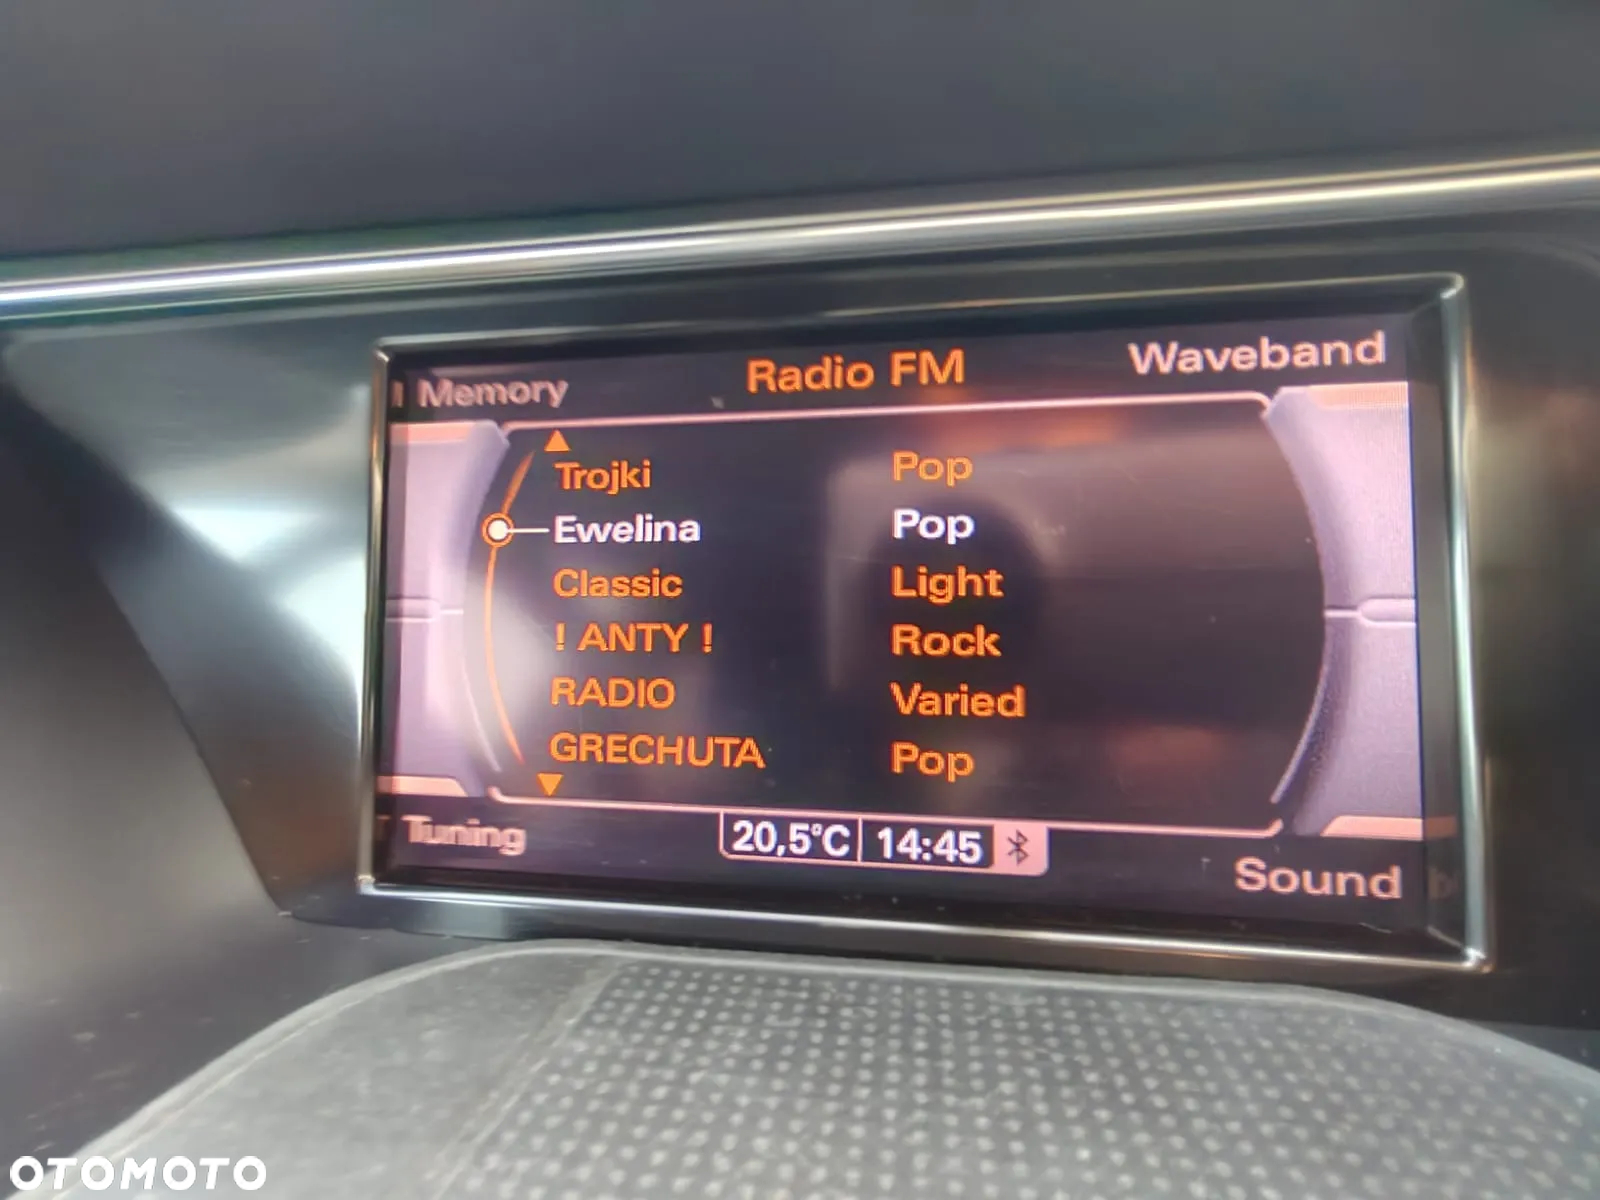 Memory Radio FM Waveband
Trojki Pop
Ewelina Pop
Classic Light
! ANTY ! Rock
RADIO Varied
GRECHUTA Pop
Tuning 20,5°C 14:45 Sound
OTOMOTO